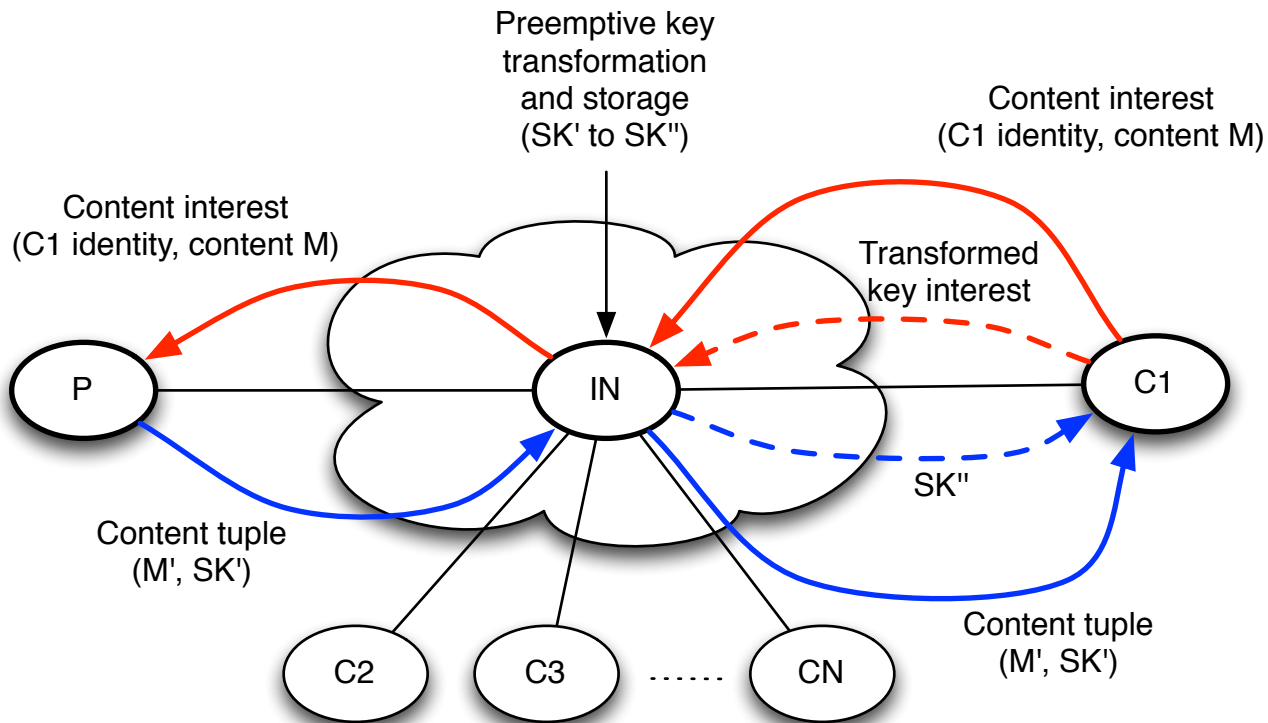 Preemptive key
transformation
and storage
(SK' to SK")
Content interest
(C1 identity, content M)
Content interest
(C1 identity, content M)
Transformed
key interest
P
IN
C1
SK"
Content tuple
(M', SK')
Content tuple
(M', SK')
C2
C3
......
CN